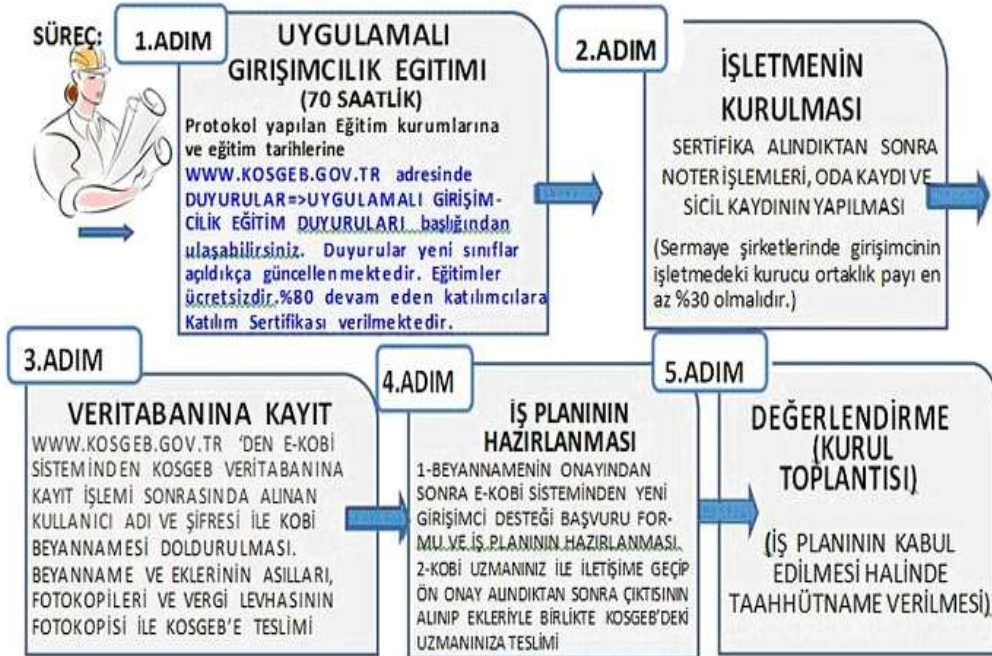 SÜREÇ:
1.ADIM
UYGULAMALI
GIRIŞIMCILIK EGITIMI
(70 SAATLİK)
Protokol yapılan Eğitim kurumlarına
ve eğitim tarihlerine
WWW.KOSGEB.GOV.TR adresinde
DUYURULAR=>UYGULAMALI GİRİŞİM-
CİLİK EĞİTİM DUYURULARI başlığından
ulaşabilirsiniz. Duyurular yeni sınıflar
açıldıkça güncellenmektedir. Eğitimler
ücretsizdir.%80 devam eden katılımcılara
Katılım Sertifikası verilmektedir.
2.ADIM
İŞLETMENİN
KURULMASI
SERTİFİKA ALINDIKTAN SONRA
NOTER İŞLEMLERİ, ODA KAYDI VE
SİCİL KAYDININ YAPILMASI
(Sermaye şirketlerinde girişimcinin
işletmedeki kurucu ortaklık payı en
az %30 olmalıdır.)
3.ADIM
VERITABANINA KAYIT
WWW.KOSGEB.GOV.TR 'DEN E-KOBİ
SİSTEMİNDEN KOSGEB VERİTABANINA
KAYIT İŞLEMİ SONRASINDA ALINAN
KULLANICI ADI VE ŞİFRESİ İLE KOBİ
BEYANNAMESİ DOLDURULMASI.
BEYANNAME VE EKLERİNİN ASILLARI,
FOTOKOPİLERİ VE VERGİ LEVHASININ
FOTOKOPİSİ İLE KOSGEB'E TESLİMİ
4.ADIM
İŞ PLANININ
HAZIRLANMASI
1-BEYANNAMENİN ONAYINDAN
SONRA E-KOBİ SİSTEMİNDEN YENİ
GİRİŞİMCİ DESTEĞİ BAŞVURU FOR-
MU VE İŞ PLANININ HAZIRLANMASI
2-KOBİ UZMANINIZ İLE İLETİŞİME GEÇİP
ÖN ONAY ALINDIKTAN SONRA ÇIKTISININ
ALINIP EKLERİYLE BİRLİKTE KOSGEB'DEKİ
UZMANINIZA TESLİMİ
5.ADIM
DEĞERLENDİRME
(KURUL
TOPLANTISI)
(İŞ PLANININ KABUL
EDİLMESİ HALİNDE
TAAHHÜTNAME VERİLMESİ)